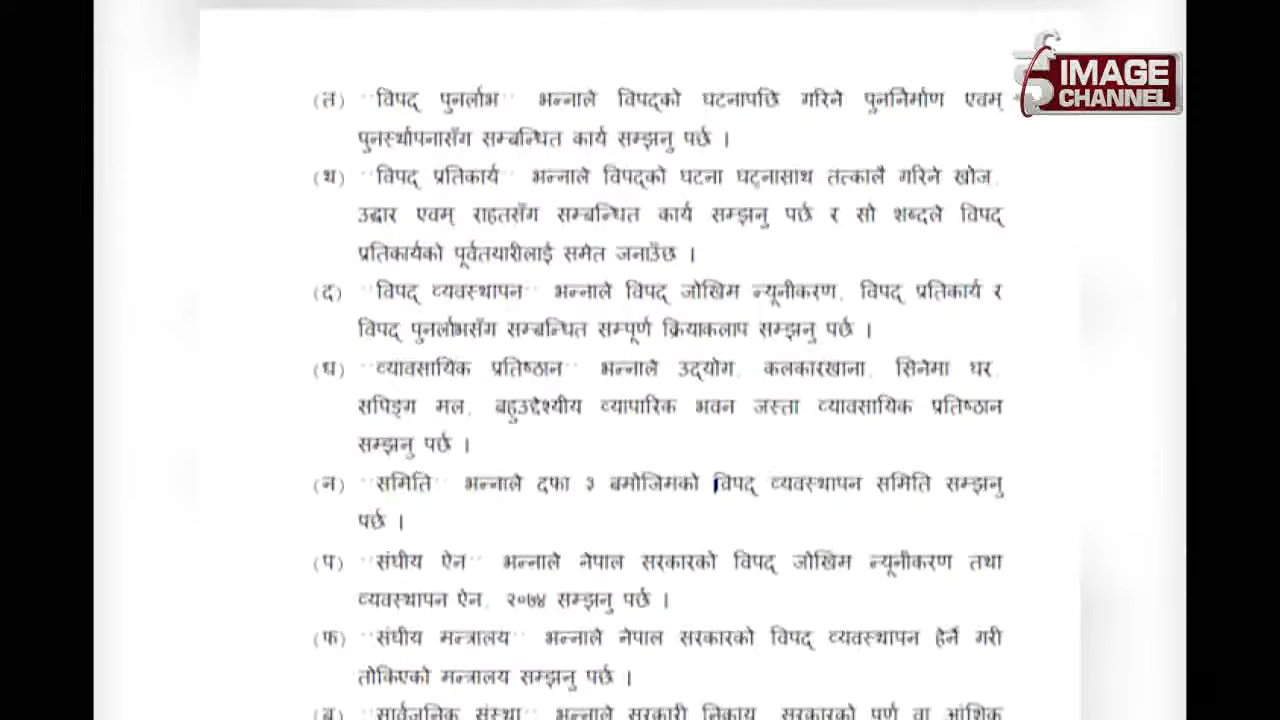 IMAGE
CHANNEL
(त) "विपद् पुनर्लाभ" भन्नाले विपद्को घटनापछि गरिने पुनर्निर्माण एवम्
पुनर्स्थापनासँग सम्बन्धित कार्य सम्झनु पर्छ ।
(थ) "विपद् प्रतिकार्य" भन्नाले विपद्को घटना घट्नासाथ तत्कालै गरिने खोज,
उद्धार एवम् राहतसँग सम्बन्धित कार्य सम्झनु पर्छ र सो शब्दले विपद्
प्रतिकार्यको पूर्वतयारीलाई समेत जनाउँछ ।
(द) "विपद् व्यवस्थापन" भन्नाले विपद् जोखिम न्यूनीकरण, विपद् प्रतिकार्य र
विपद् पुनर्लाभसँग सम्बन्धित सम्पूर्ण क्रियाकलाप सम्झनु पर्छ ।
(ध) "व्यावसायिक प्रतिष्ठान" भन्नाले उद्योग, कलकारखाना, सिनेमा घर,
सपिङ्ग मल, बहुउद्देश्यीय व्यापारिक भवन जस्ता व्यावसायिक प्रतिष्ठान
सम्झनु पर्छ ।
(न) "समिति" भन्नाले दफा ३ बमोजिमको विपद् व्यवस्थापन समिति सम्झनु
पर्छ ।
(प) "संघीय ऐन" भन्नाले नेपाल सरकारको विपद् जोखिम न्यूनीकरण तथा
व्यवस्थापन ऐन, २०७४ सम्झनु पर्छ ।
(फ) "संघीय मन्त्रालय" भन्नाले नेपाल सरकारको विपद् व्यवस्थापन हेर्ने गरी
तोकिएको मन्त्रालय सम्झनु पर्छ ।
(ब) "सार्वजनिक संस्था" भन्नाले सरकारी निकाय, सरकारको पूर्ण वा आंशिक